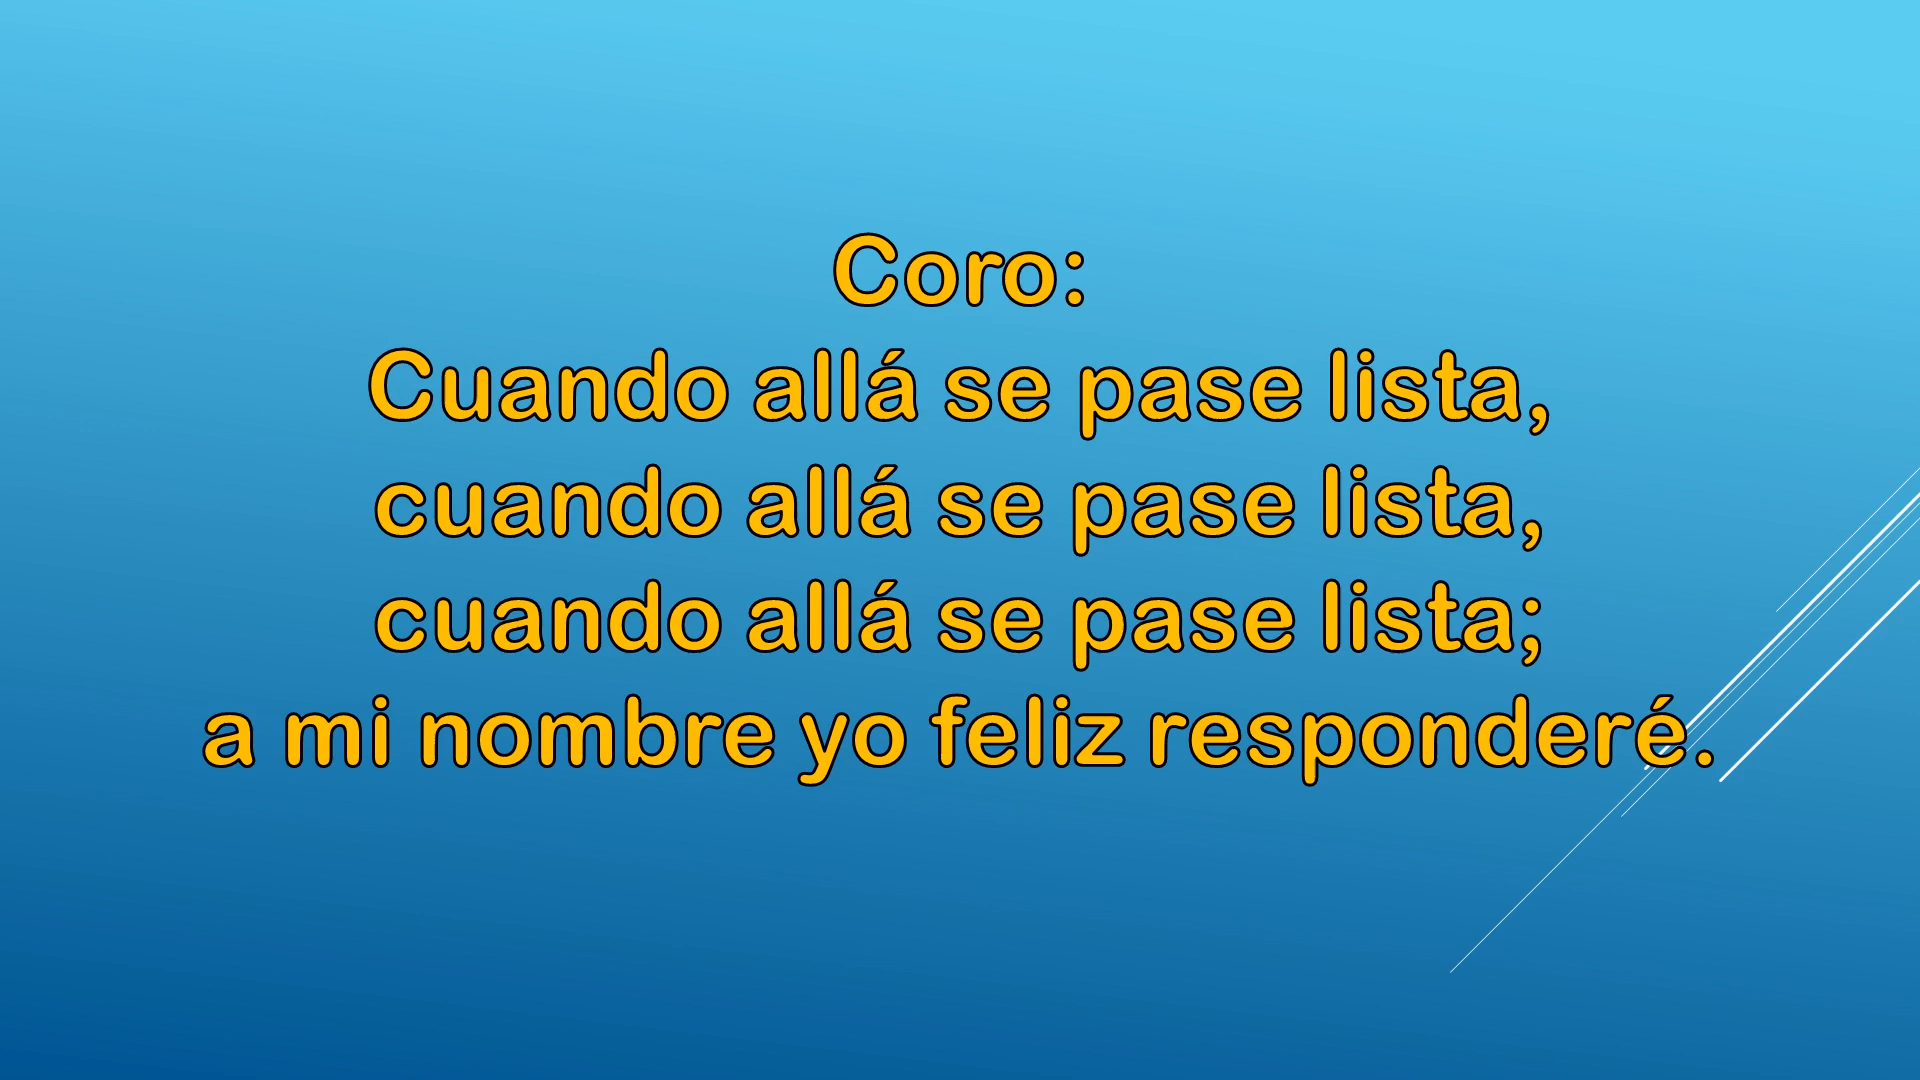 Coro:
Cuando allá se pase lista,
cuando allá se pase lista,
cuando allá se pase lista;
a mi nombre yo feliz responderé.